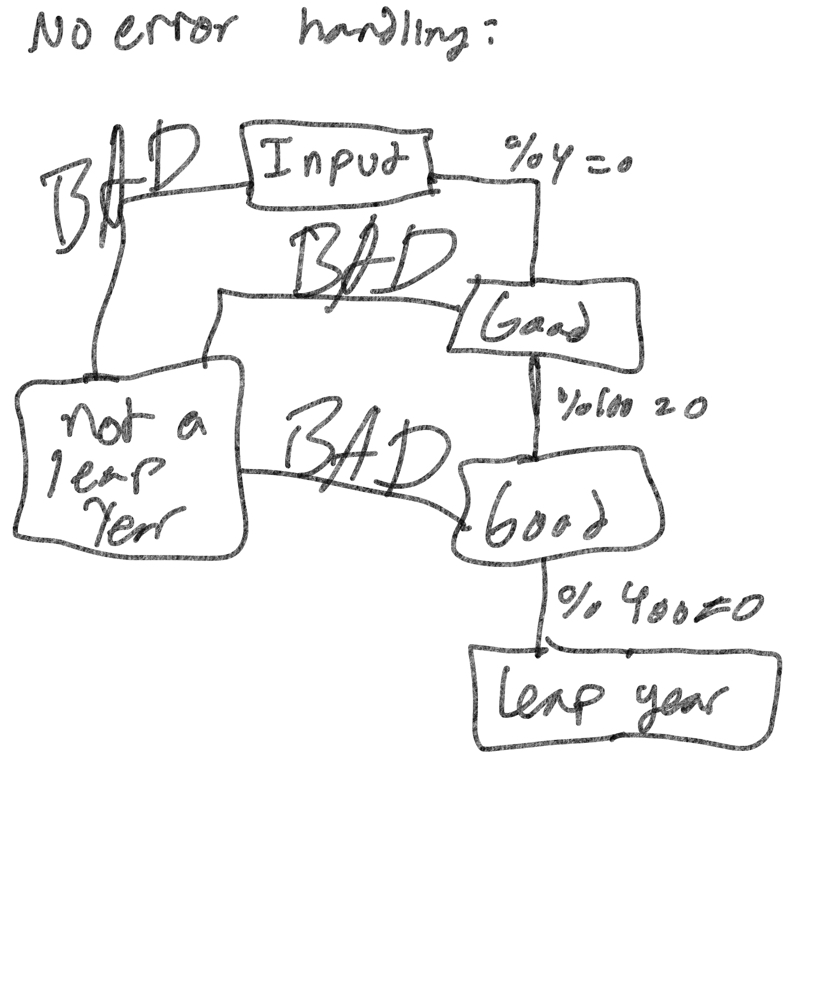 No error handling:
BAD
Input
%4=0
BAD
Good
%100=0
not a
leap
Year
BAD
Good
%400=0
leap year